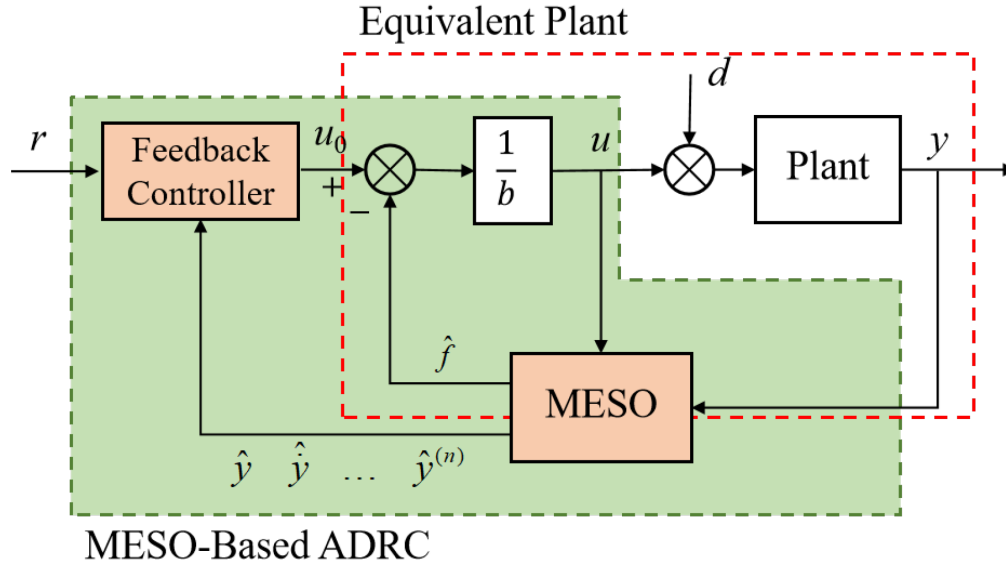 Equivalent Plant
d
r
Feedback
Controller
u₀
+
−
1
b
u
Plant
y
f̂
MESO
ŷ ẏ̂ … ŷ⁽ⁿ⁾
MESO-Based ADRC